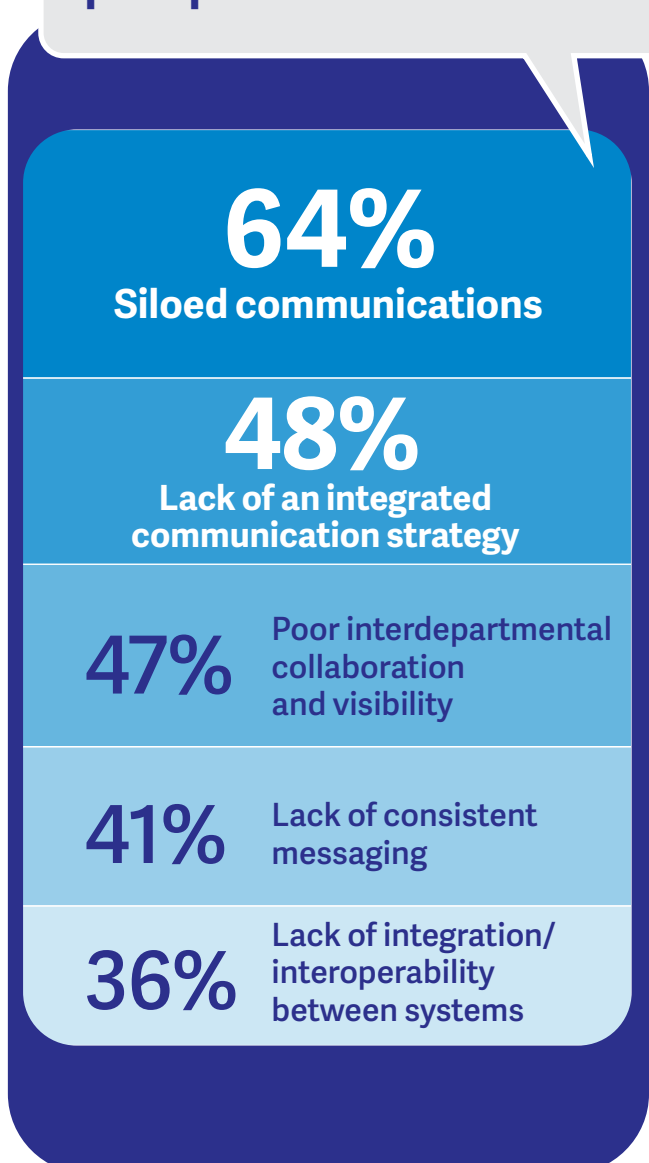 64%
Siloed communications
48%
Lack of an integrated
communication strategy
47%
Poor interdepartmental
collaboration
and visibility
41%
Lack of consistent
messaging
36%
Lack of integration/
interoperability
between systems